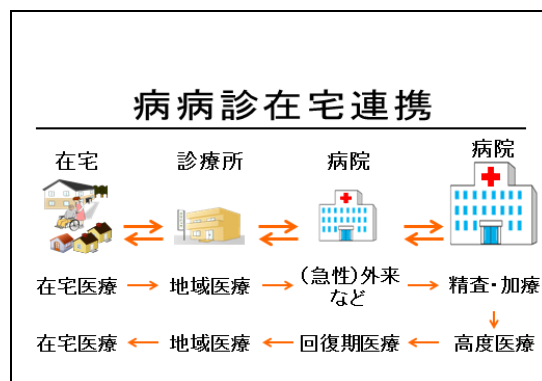 病病診在宅連携
在宅 診療所 病院 病院
在宅医療 → 地域医療 → (急性)外来など → 精査・加療
↓
在宅医療 ← 地域医療 ← 回復期医療 ← 高度医療